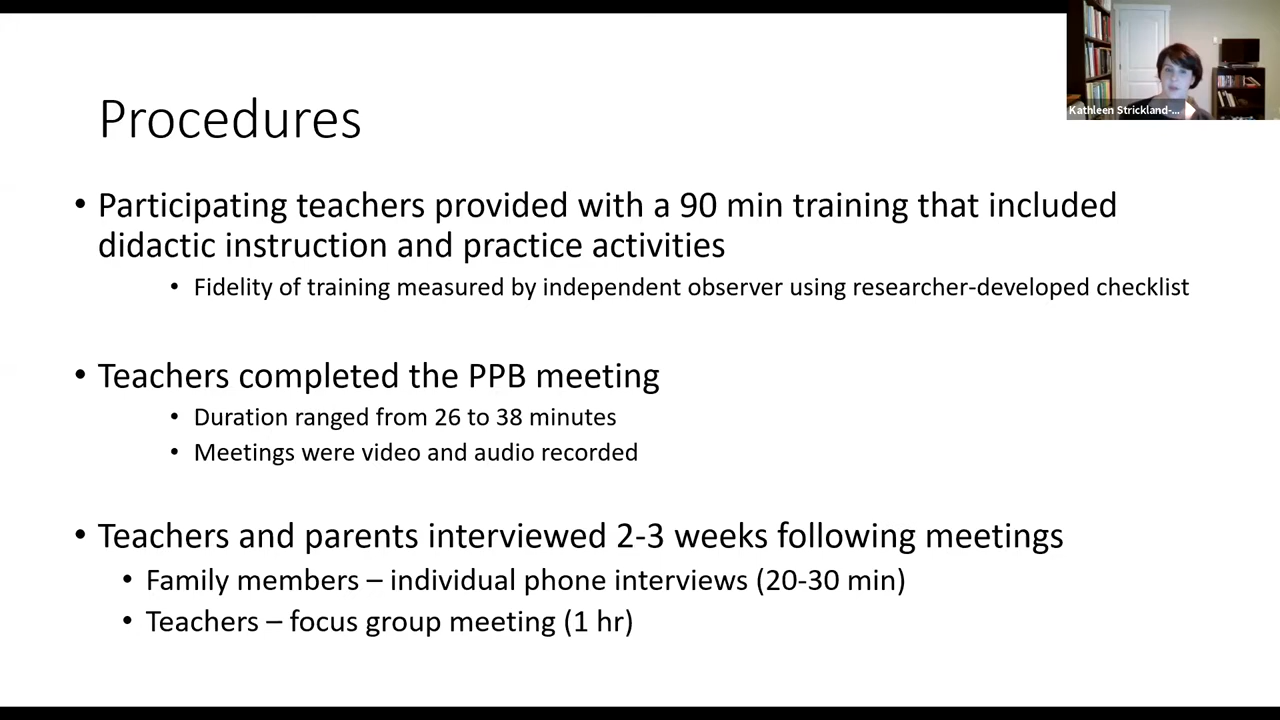 Kathleen Strickland-...
Procedures
• Participating teachers provided with a 90 min training that included
didactic instruction and practice activities
• Fidelity of training measured by independent observer using researcher-developed checklist
• Teachers completed the PPB meeting
• Duration ranged from 26 to 38 minutes
• Meetings were video and audio recorded
• Teachers and parents interviewed 2-3 weeks following meetings
• Family members – individual phone interviews (20-30 min)
• Teachers – focus group meeting (1 hr)